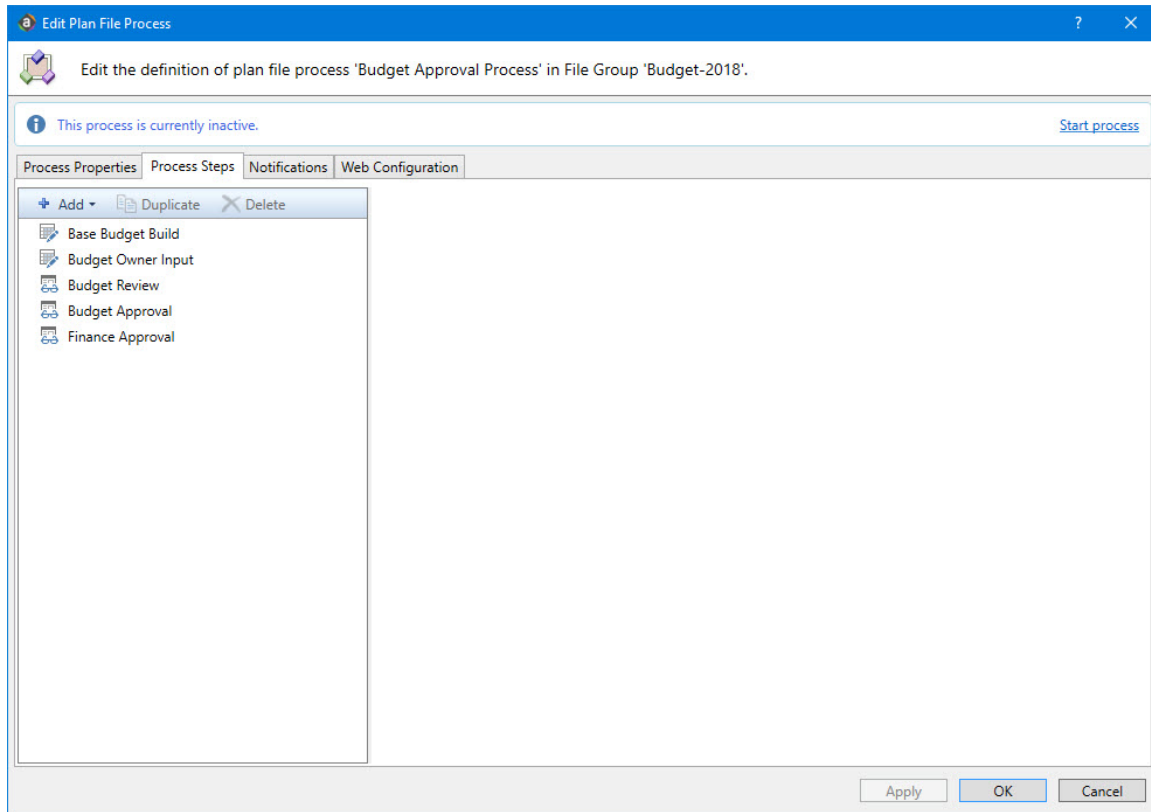 Edit Plan File Process
Edit the definition of plan file process 'Budget Approval Process' in File Group 'Budget-2018'.
This process is currently inactive. Start process
Process Properties Process Steps Notifications Web Configuration
Add Duplicate Delete
Base Budget Build
Budget Owner Input
Budget Review
Budget Approval
Finance Approval
Apply OK Cancel